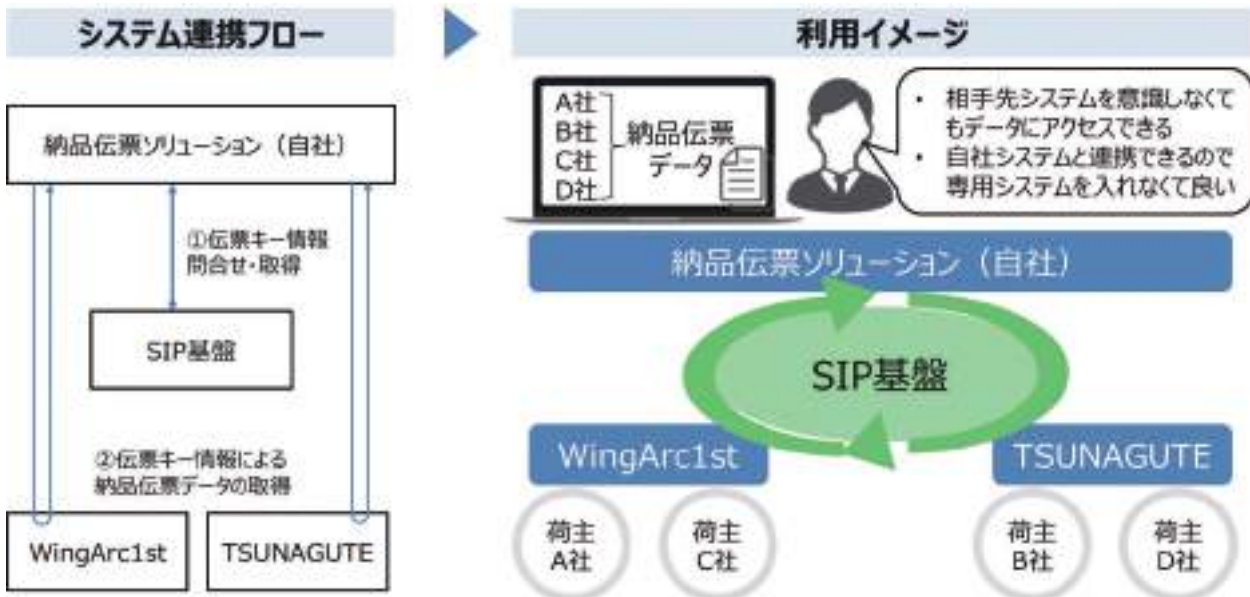 システム連携フロー
納品伝票ソリューション（自社）
①伝票キー情報
問合せ・取得
SIP基盤
②伝票キー情報による
納品伝票データの取得
WingArc1st
TSUNAGUTE
利用イメージ
A社
B社
C社
D社
納品伝票
データ
・ 相手先システムを意識しなくて
もデータにアクセスできる
・ 自社システムと連携できるので
専用システムを入れなくて良い
納品伝票ソリューション（自社）
SIP基盤
WingArc1st
TSUNAGUTE
荷主
A社
荷主
C社
荷主
B社
荷主
D社